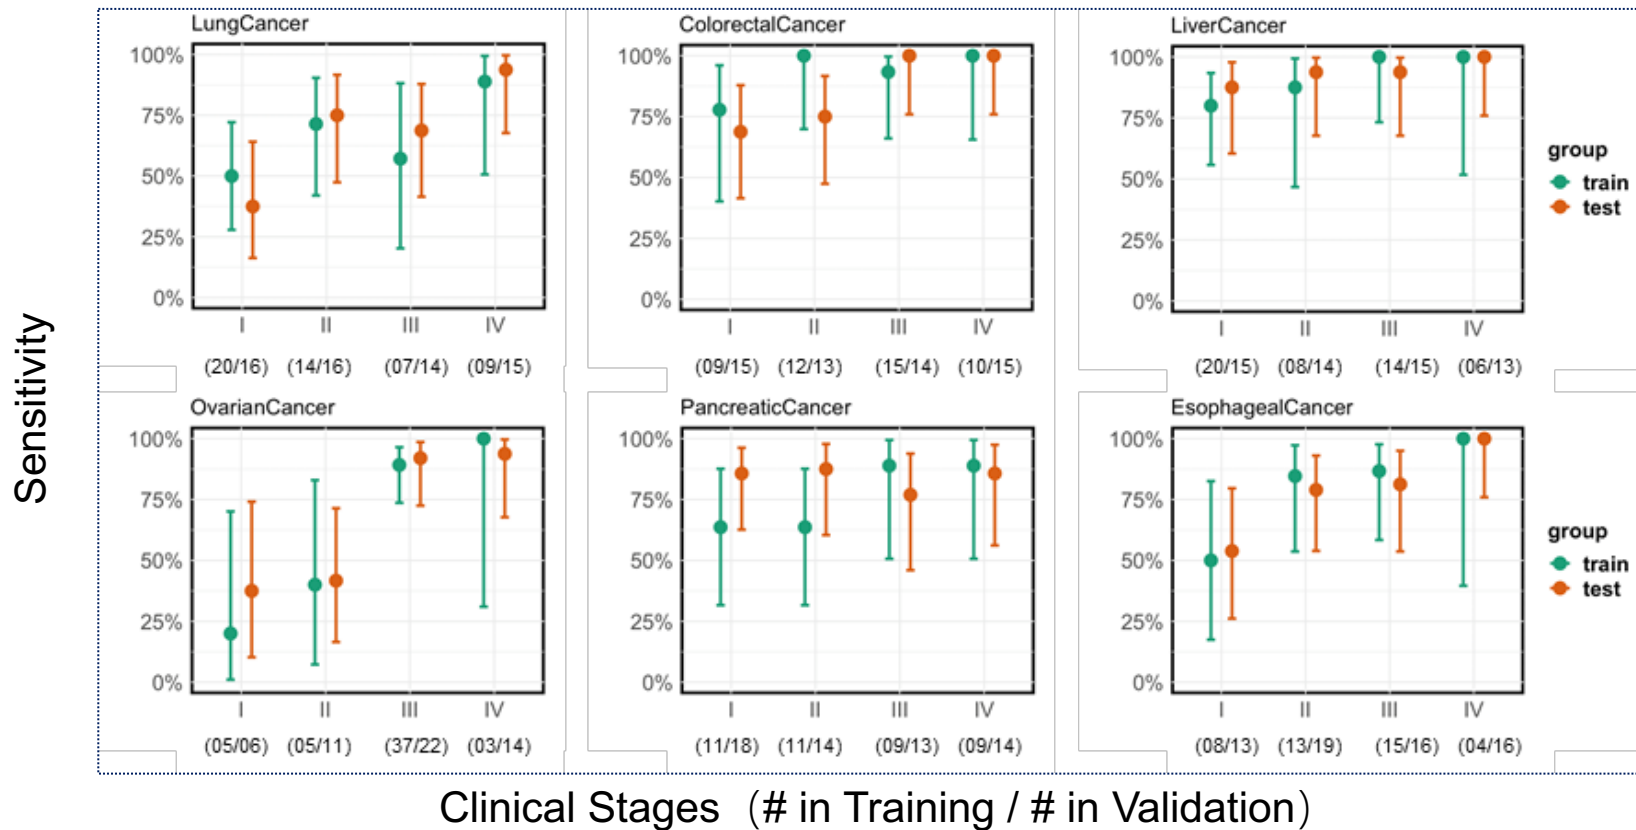 LungCancer
100%
75%
50%
25%
0%
I II III IV
(20/16) (14/16) (07/14) (09/15)
ColorectalCancer
100%
75%
50%
25%
0%
I II III IV
(09/15) (12/13) (15/14) (10/15)
LiverCancer
100%
75%
50%
25%
0%
I II III IV
(20/15) (08/14) (14/15) (06/13)
group
train
test
Sensitivity
OvarianCancer
100%
75%
50%
25%
0%
I II III IV
(05/06) (05/11) (37/22) (03/14)
PancreaticCancer
100%
75%
50%
25%
0%
I II III IV
(11/18) (11/14) (09/13) (09/14)
EsophagealCancer
100%
75%
50%
25%
0%
I II III IV
(08/13) (13/19) (15/16) (04/16)
group
train
test
Clinical Stages（# in Training / # in Validation）